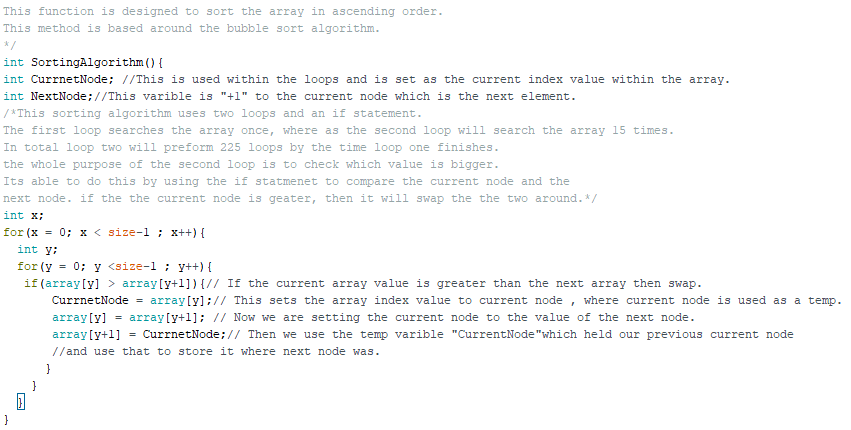 This function is designed to sort the array in ascending order.
This method is based around the bubble sort algorithm.
*/
int SortingAlgorithm(){
int CurrnetNode; //This is used within the loops and is set as the current index value within the array.
int NextNode;//This varible is "+1" to the current node which is the next element.
/*This sorting algorithm uses two loops and an if statement.
The first loop searches the array once, where as the second loop will search the array 15 times.
In total loop two will preform 225 loops by the time loop one finishes.
the whole purpose of the second loop is to check which value is bigger.
Its able to do this by using the if statmenet to compare the current node and the
next node. if the the current node is geater, then it will swap the the two around.*/
int x;
for(x = 0; x < size-1 ; x++){
int y;
for(y = 0; y <size-1 ; y++){
if(array[y] > array[y+1]){// If the current array value is greater than the next array then swap.
CurrnetNode = array[y];// This sets the array index value to current node , where current node is used as a temp.
array[y] = array[y+1]; // Now we are setting the current node to the value of the next node.
array[y+1] = CurrnetNode;// Then we use the temp varible "CurrentNode"which held our previous current node
//and use that to store it where next node was.
}
}
}
}